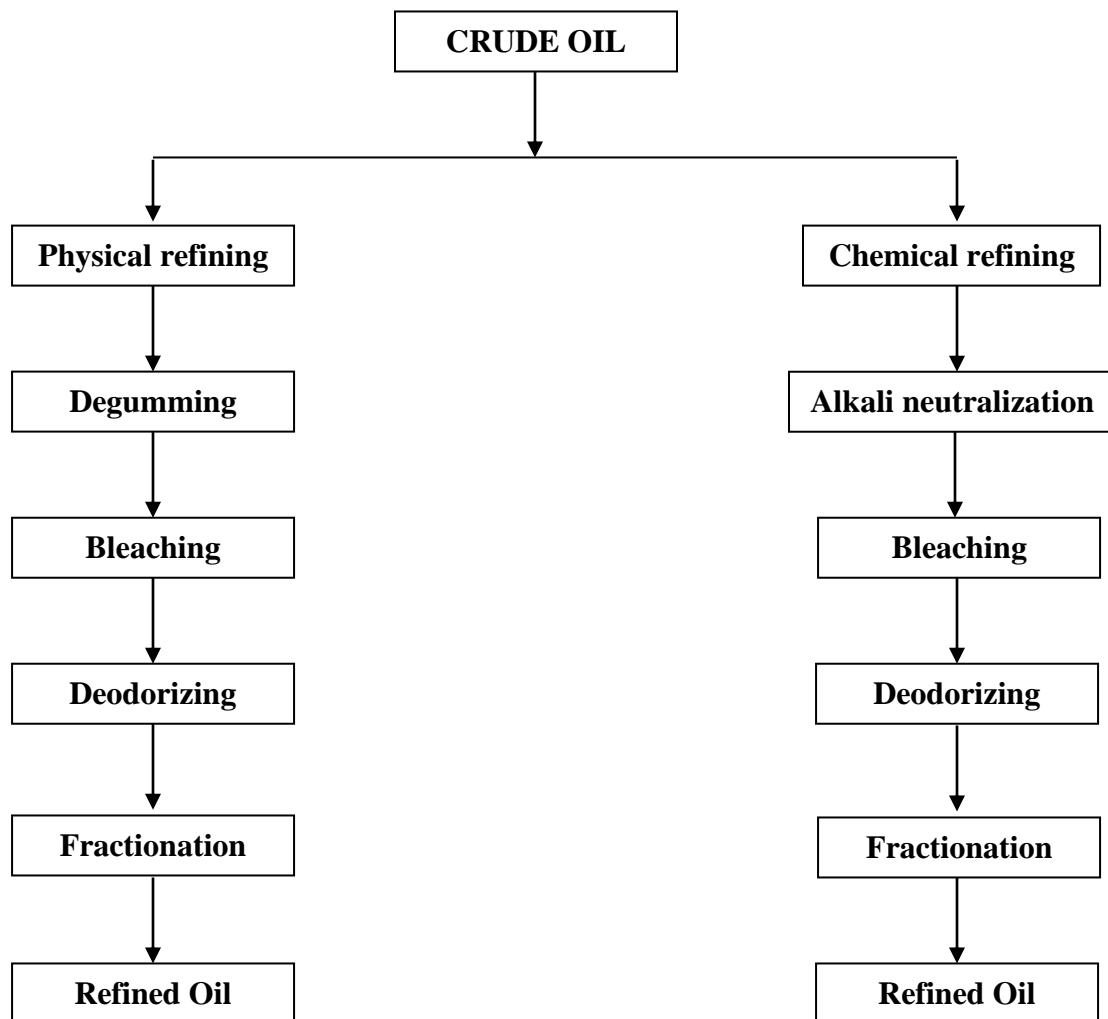 CRUDE OIL
Physical refining
Chemical refining
Degumming
Alkali neutralization
Bleaching
Bleaching
Deodorizing
Deodorizing
Fractionation
Fractionation
Refined Oil
Refined Oil